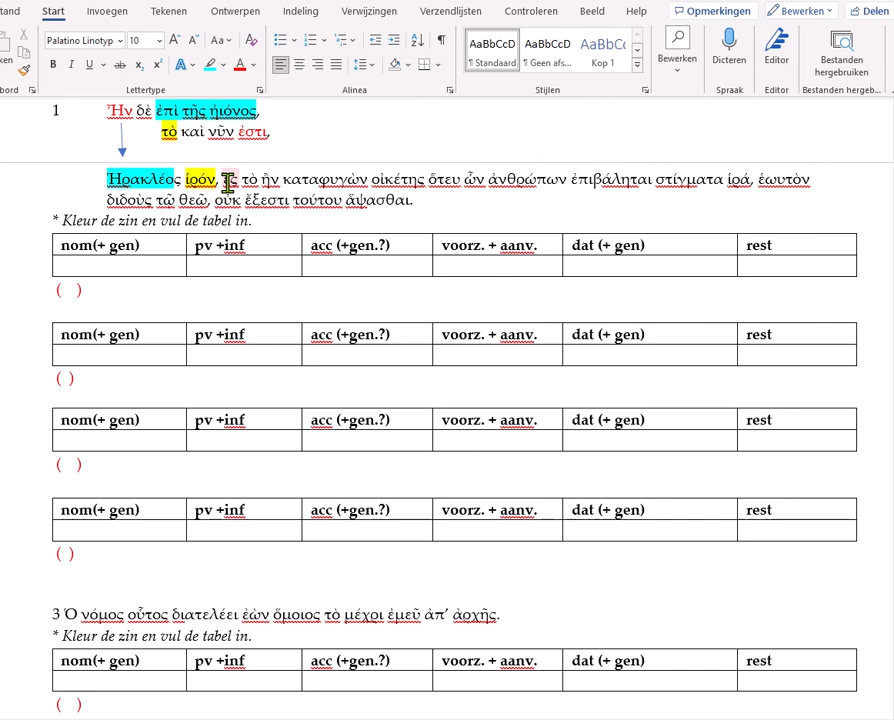 tand Start Invoegen Tekenen Ontwerpen Indeling Verwijzingen Verzendlijsten Controleren Beeld Help Opmerkingen Bewerken Delen
ken Palatino Linotyp 10 A A Aa A AaBbCcD AaBbCcD AaBbCc
B I U ab x₂ x² A A ¶ Standaard ¶ Geen afs... Kop 1 Bewerken Dicteren Editor Bestanden
hergebruiken
bord Lettertype Alinea Stijlen Spraak Editor Bestanden herge...
1 Ἦν δὲ ἐπὶ τῆς ἠιόνος,
τὸ καὶ νῦν ἐστι,
Ἡρακλέος ἱρόν, ἐς τὸ ἢν καταφυγὼν οἰκέτης ὅτευ ὦν ἀνθρώπων ἐπιβάληται στίγματα ἱρά, ἑωυτὸν
διδοὺς τῷ θεῷ, οὐκ ἔξεστι τούτου ἅψασθαι.
* Kleur de zin en vul de tabel in.
nom(+ gen) pv +inf acc (+gen.?) voorz. + aanv. dat (+ gen) rest
( )
nom(+ gen) pv +inf acc (+gen.?) voorz. + aanv. dat (+ gen) rest
( )
nom(+ gen) pv +inf acc (+gen.?) voorz. + aanv. dat (+ gen) rest
( )
nom(+ gen) pv +inf acc (+gen.?) voorz. + aanv. dat (+ gen) rest
( )
3 Ὁ νόμος οὗτος διατελέει ἐὼν ὅμοιος τὸ μέχρι ἐμεῦ ἀπ’ ἀρχῆς.
* Kleur de zin en vul de tabel in.
nom(+ gen) pv +inf acc (+gen.?) voorz. + aanv. dat (+ gen) rest
( )